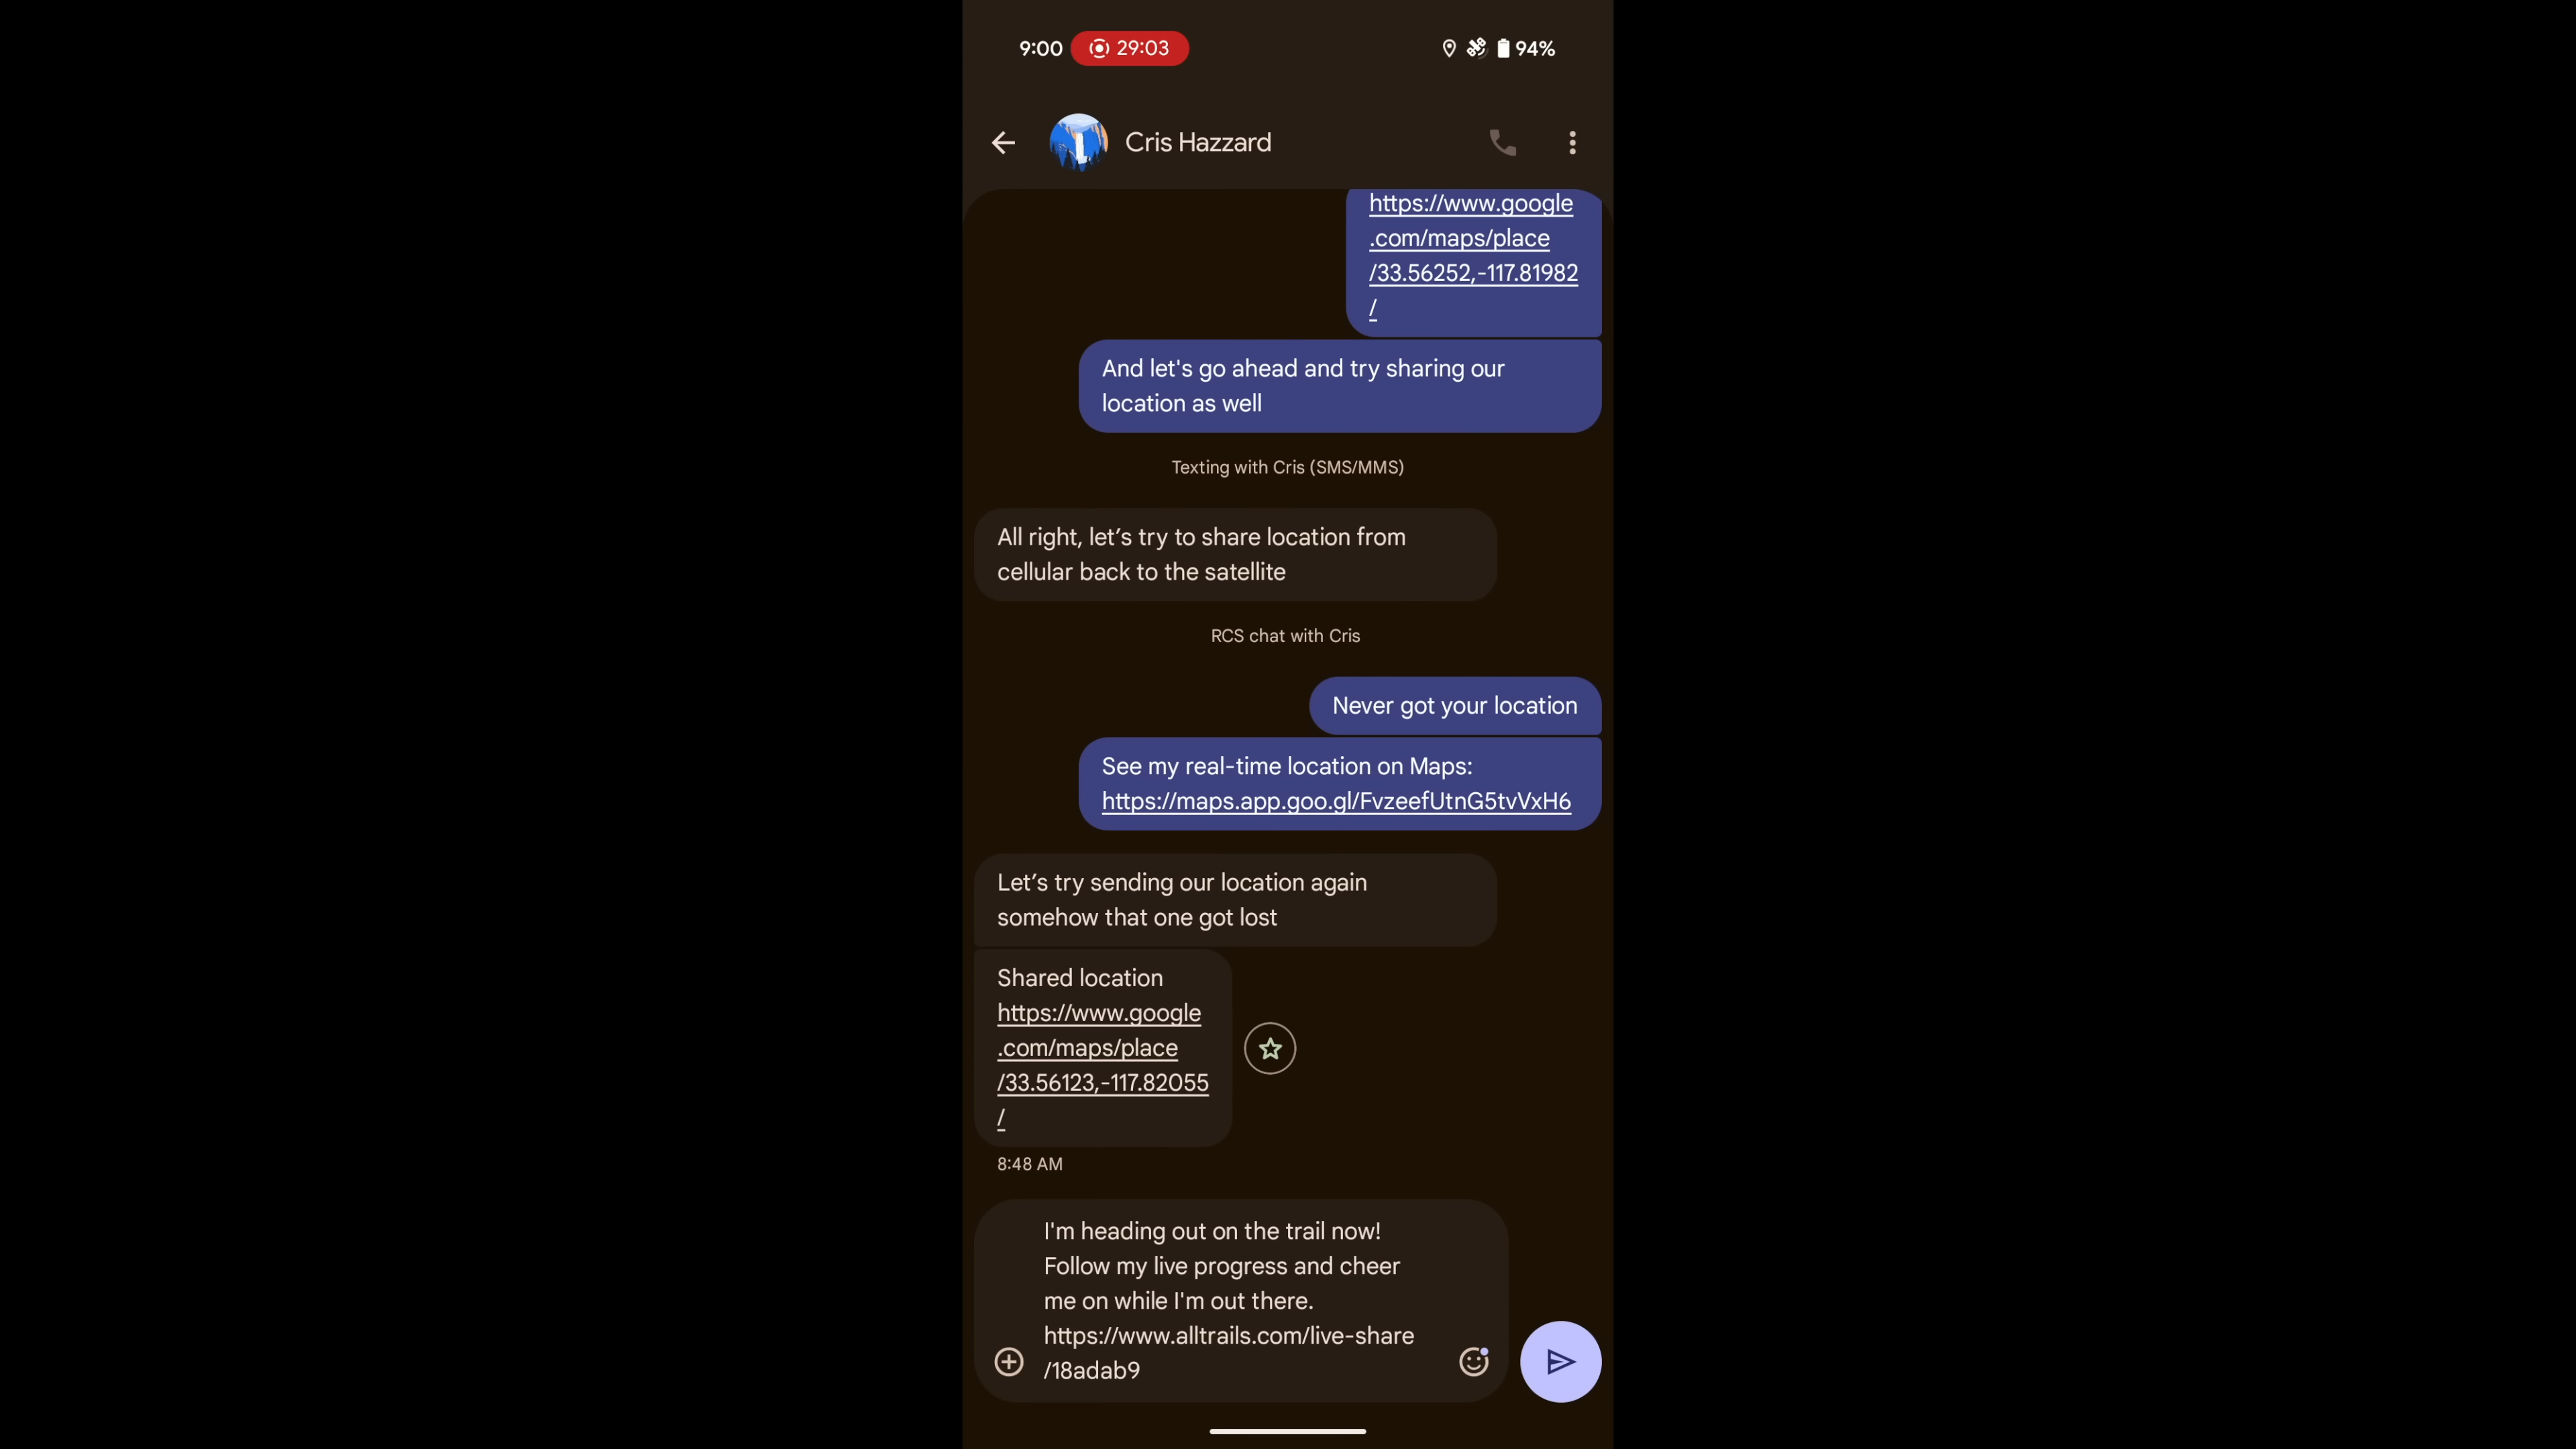 9:00 29:03 94%
Cris Hazzard
https://www.google
.com/maps/place
/33.56252,-117.81982
/
And let's go ahead and try sharing our
location as well
Texting with Cris (SMS/MMS)
All right, let’s try to share location from
cellular back to the satellite
RCS chat with Cris
Never got your location
See my real-time location on Maps:
https://maps.app.goo.gl/FvzeefUtnG5tvVxH6
Let’s try sending our location again
somehow that one got lost
Shared location
https://www.google
.com/maps/place
/33.56123,-117.82055
/
8:48 AM
I'm heading out on the trail now!
Follow my live progress and cheer
me on while I'm out there.
https://www.alltrails.com/live-share
/18adab9